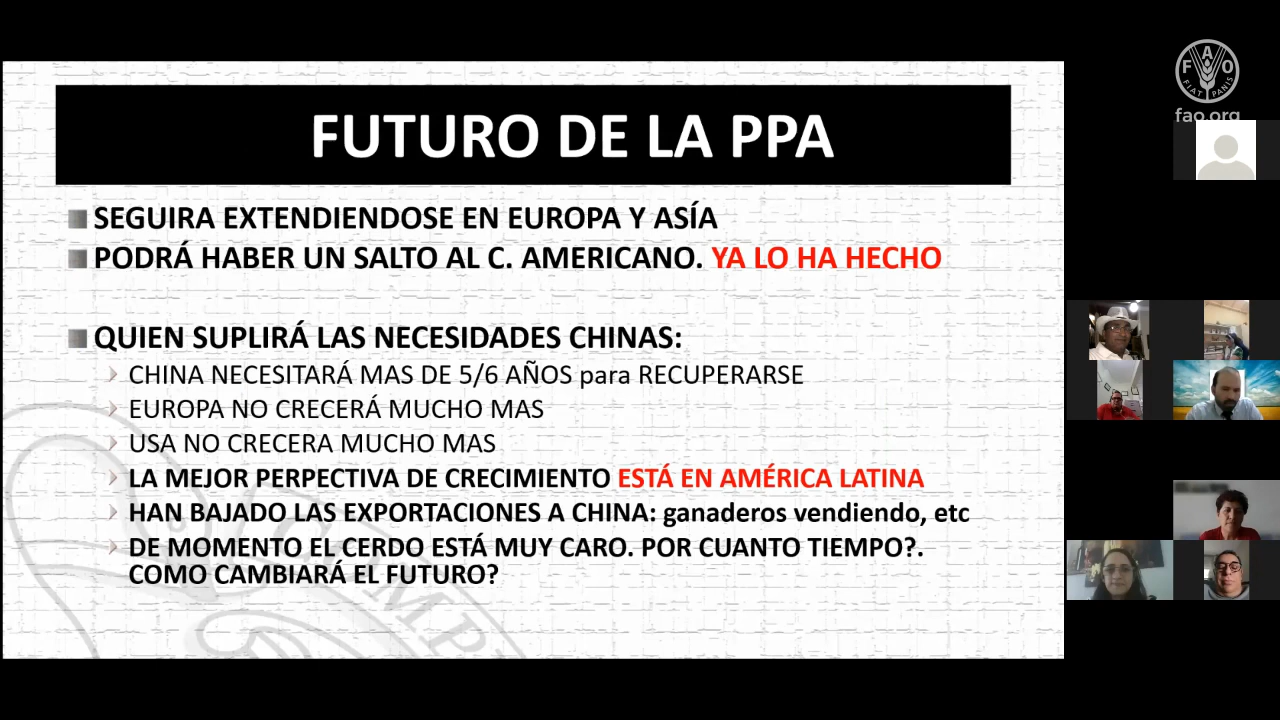 FUTURO DE LA PPA
SEGUIRA EXTENDIENDOSE EN EUROPA Y ASÍA
PODRÁ HABER UN SALTO AL C. AMERICANO. YA LO HA HECHO
QUIEN SUPLIRÁ LAS NECESIDADES CHINAS:
CHINA NECESITARÁ MAS DE 5/6 AÑOS para RECUPERARSE
EUROPA NO CRECERÁ MUCHO MAS
USA NO CRECERA MUCHO MAS
LA MEJOR PERPECTIVA DE CRECIMIENTO ESTÁ EN AMÉRICA LATINA
HAN BAJADO LAS EXPORTACIONES A CHINA: ganaderos vendiendo, etc
DE MOMENTO EL CERDO ESTÁ MUY CARO. POR CUANTO TIEMPO?.
COMO CAMBIARÁ EL FUTURO?
F A O
FIAT PANIS
fao.org